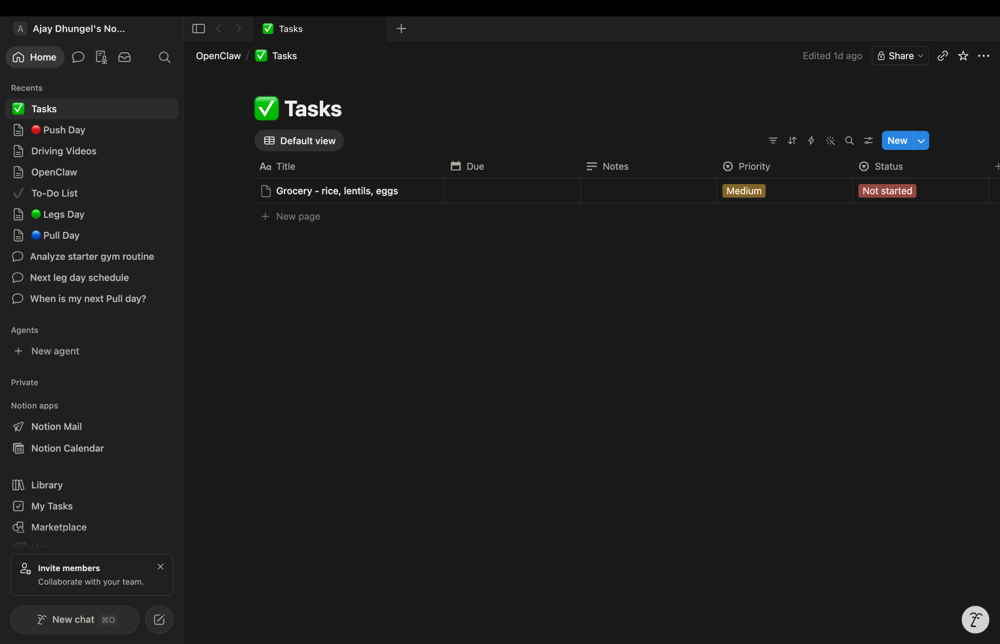 A Ajay Dhungel's No...
Home
Recents
Tasks
Push Day
Driving Videos
OpenClaw
To-Do List
Legs Day
Pull Day
Analyze starter gym routine
Next leg day schedule
When is my next Pull day?
Agents
New agent
Private
Notion apps
Notion Mail
Notion Calendar
Library
My Tasks
Marketplace
Help
Invite members
Collaborate with your team.
New chat ⌘O
Tasks
OpenClaw / Tasks
Edited 1d ago
Share
Tasks
Default view
New
Aa Title Due Notes Priority Status
Grocery - rice, lentils, eggs Medium Not started
New page